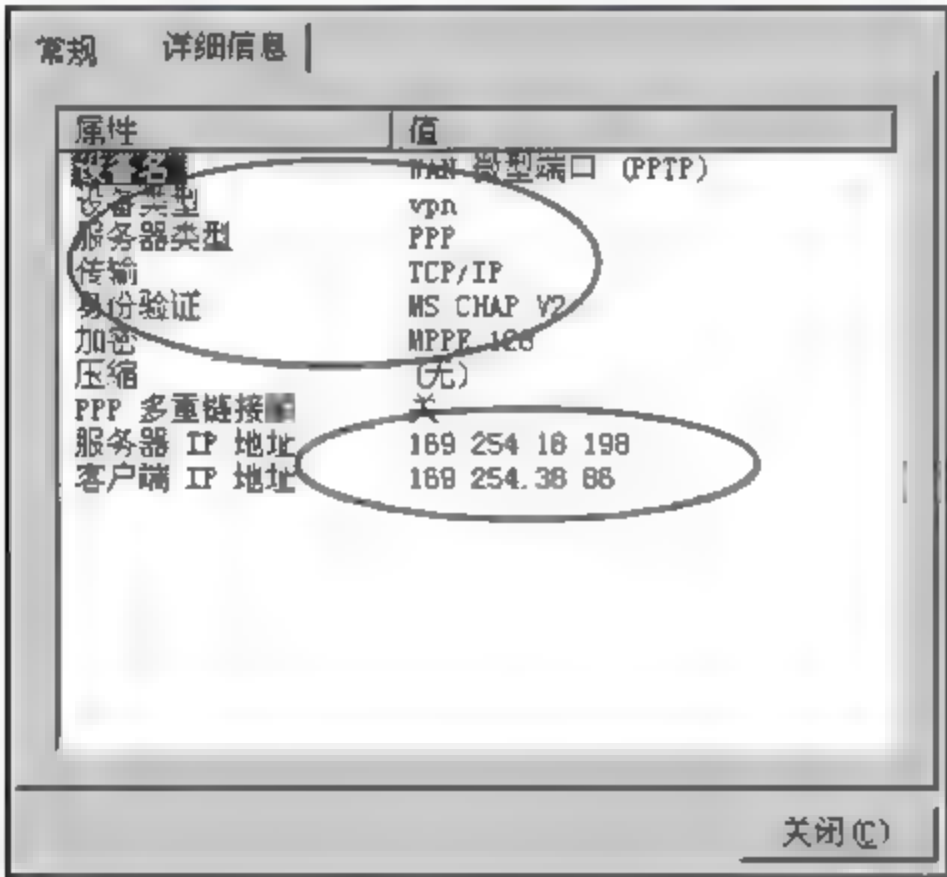 常规 详细信息
属性 值
设备名 WAN 微型端口 (PPTP)
设备类型 vpn
服务器类型 PPP
传输 TCP/IP
身份验证 MS CHAP V2
加密 MPPE 128
压缩 (无)
PPP 多重链接帧 关
服务器 IP 地址 169 254 18 198
客户端 IP 地址 169 254.38 86
关闭(C)